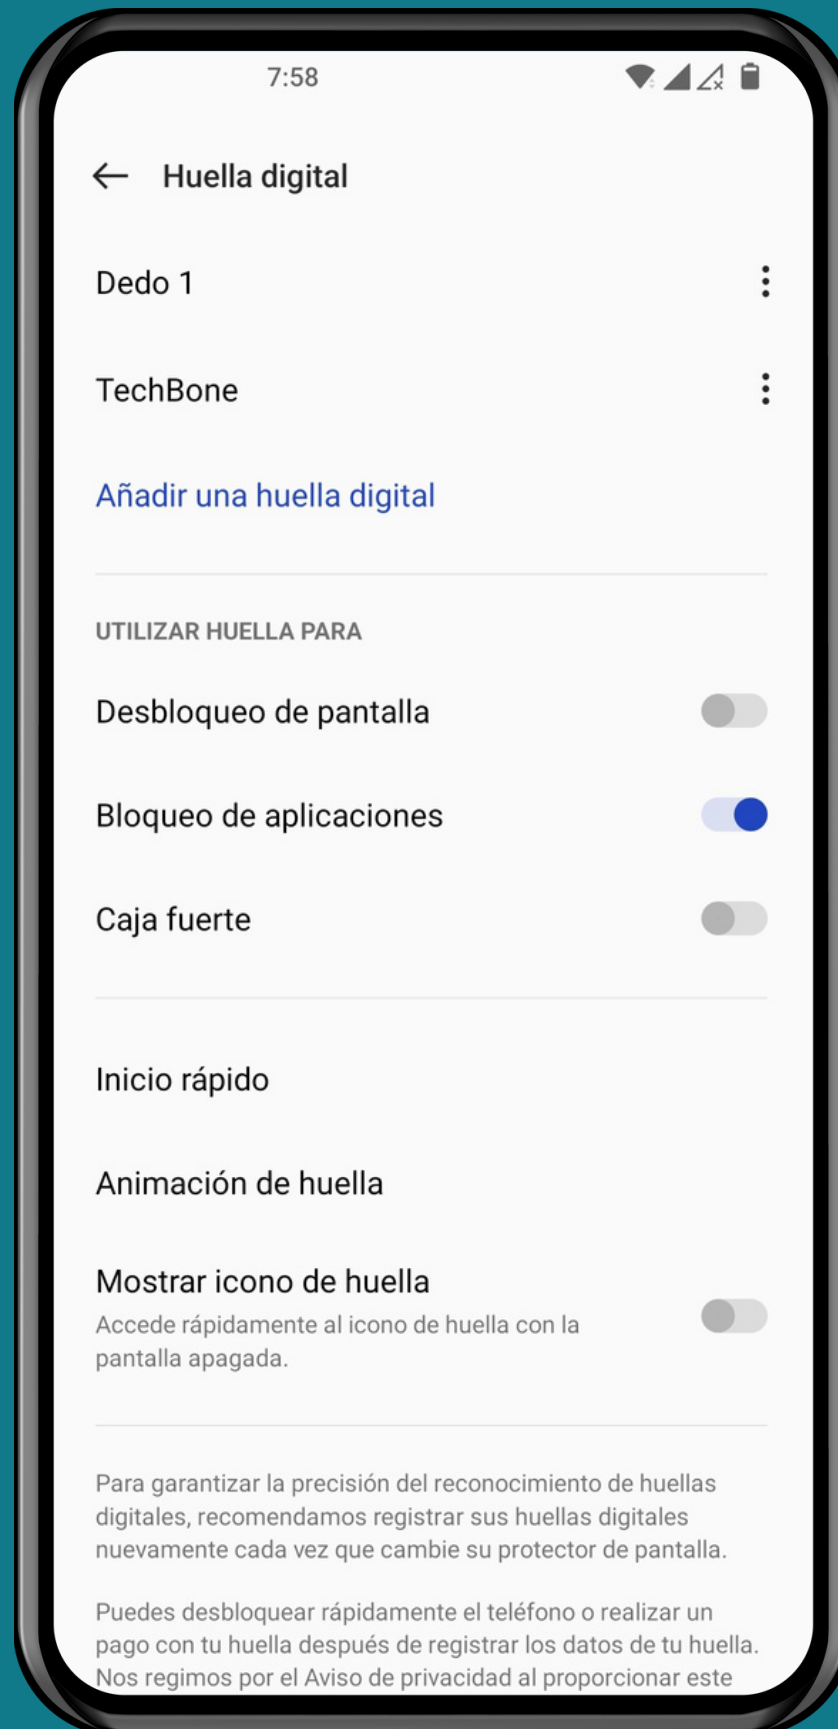 7:58
Huella digital
Dedo 1
TechBone
Añadir una huella digital
UTILIZAR HUELLA PARA
Desbloqueo de pantalla
Bloqueo de aplicaciones
Caja fuerte
Inicio rápido
Animación de huella
Mostrar icono de huella
Accede rápidamente al icono de huella con la
pantalla apagada.
Para garantizar la precisión del reconocimiento de huellas
digitales, recomendamos registrar sus huellas digitales
nuevamente cada vez que cambie su protector de pantalla.
Puedes desbloquear rápidamente el teléfono o realizar un
pago con tu huella después de registrar los datos de tu huella.
Nos regimos por el Aviso de privacidad al proporcionar este